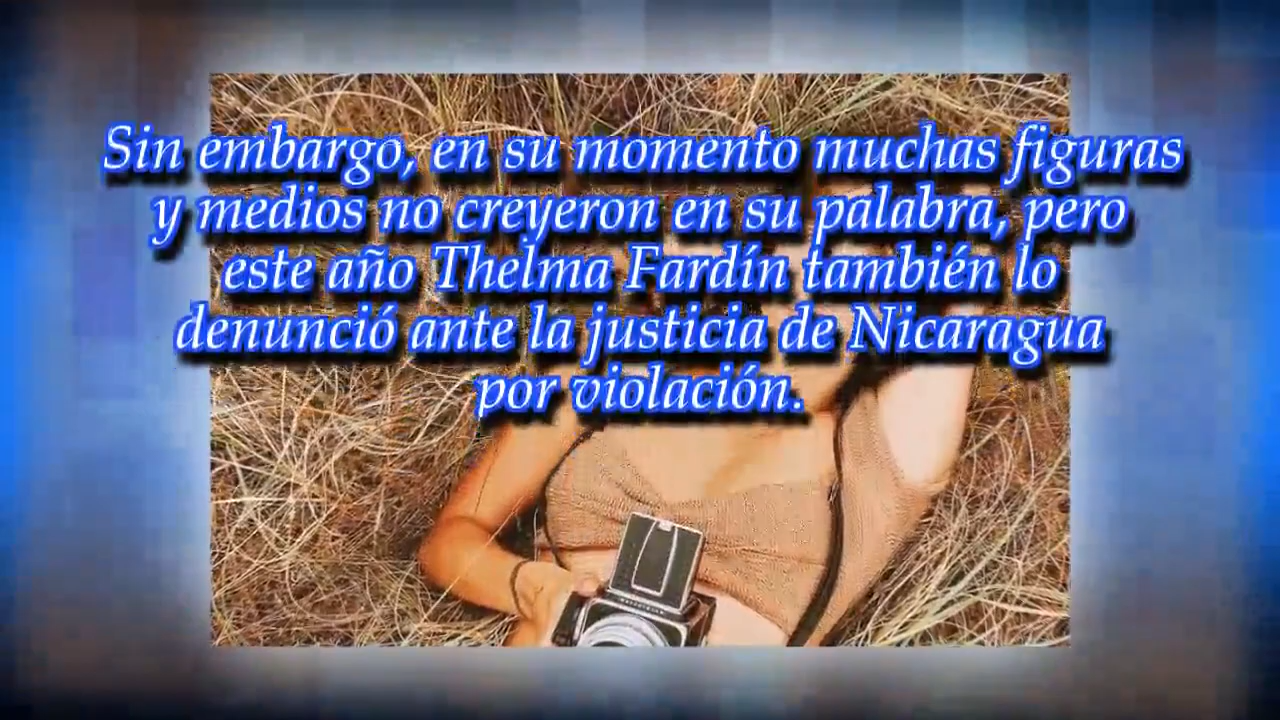 Sin embargo, en su momento muchas figuras
y medios no creyeron en su palabra, pero
este año Thelma Fardín también lo
denunció ante la justicia de Nicaragua
por violación.